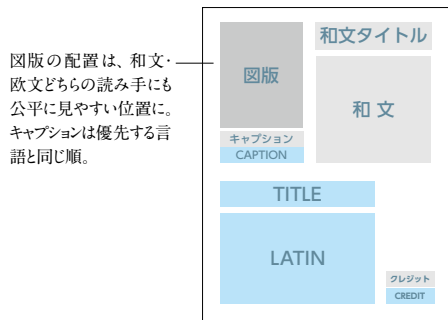 図版の配置は、和文・
欧文どちらの読み手にも
公平に見やすい位置に。
キャプションは優先する言
語と同じ順。
図版
キャプション
CAPTION
和文タイトル
和 文
TITLE
LATIN
クレジット
CREDIT